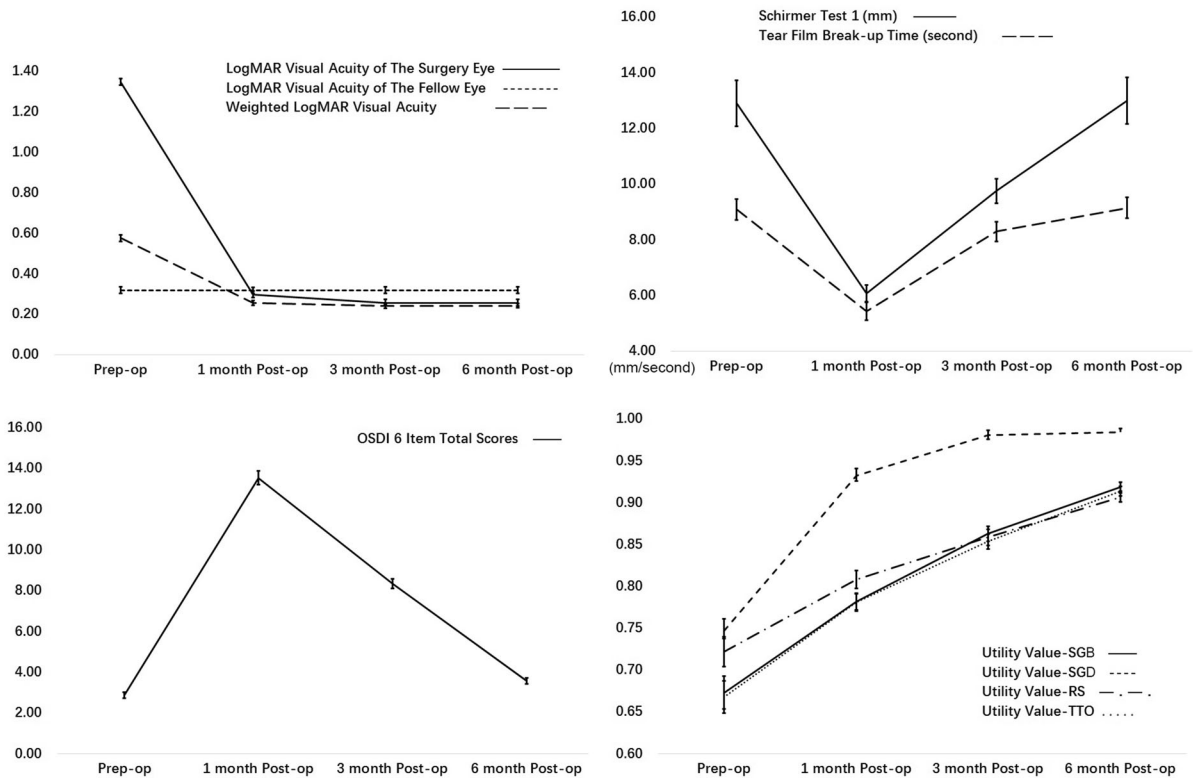 1.40
1.20
1.00
0.80
0.60
0.40
0.20
0.00
LogMAR Visual Acuity of The Surgery Eye
LogMAR Visual Acuity of The Fellow Eye
Weighted LogMAR Visual Acuity
Prep-op 1 month Post-op 3 month Post-op 6 month Post-op
16.00
14.00
12.00
10.00
8.00
6.00
4.00
(mm/second)
Schirmer Test 1 (mm)
Tear Film Break-up Time (second)
Prep-op 1 month Post-op 3 month Post-op 6 month Post-op
16.00
14.00
12.00
10.00
8.00
6.00
4.00
2.00
0.00
OSDI 6 Item Total Scores
Prep-op 1 month Post-op 3 month Post-op 6 month Post-op
1.00
0.95
0.90
0.85
0.80
0.75
0.70
0.65
0.60
Utility Value-SGB
Utility Value-SGD
Utility Value-RS
Utility Value-TTO
Prep-op 1 month Post-op 3 month Post-op 6 month Post-op